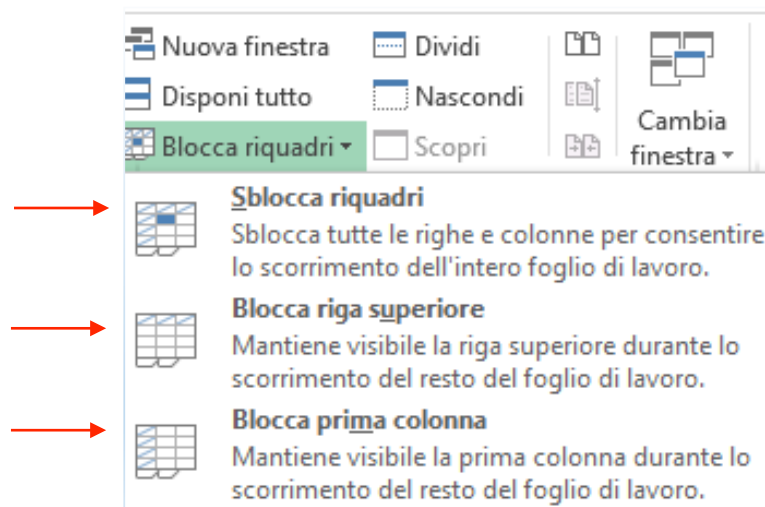 Nuova finestra
Dividi
Disponi tutto
Nascondi
Blocca riquadri
Scopri
Cambia
finestra
Sblocca riquadri
Sblocca tutte le righe e colonne per consentire
lo scorrimento dell'intero foglio di lavoro.
Blocca riga superiore
Mantiene visibile la riga superiore durante lo
scorrimento del resto del foglio di lavoro.
Blocca prima colonna
Mantiene visibile la prima colonna durante lo
scorrimento del resto del foglio di lavoro.